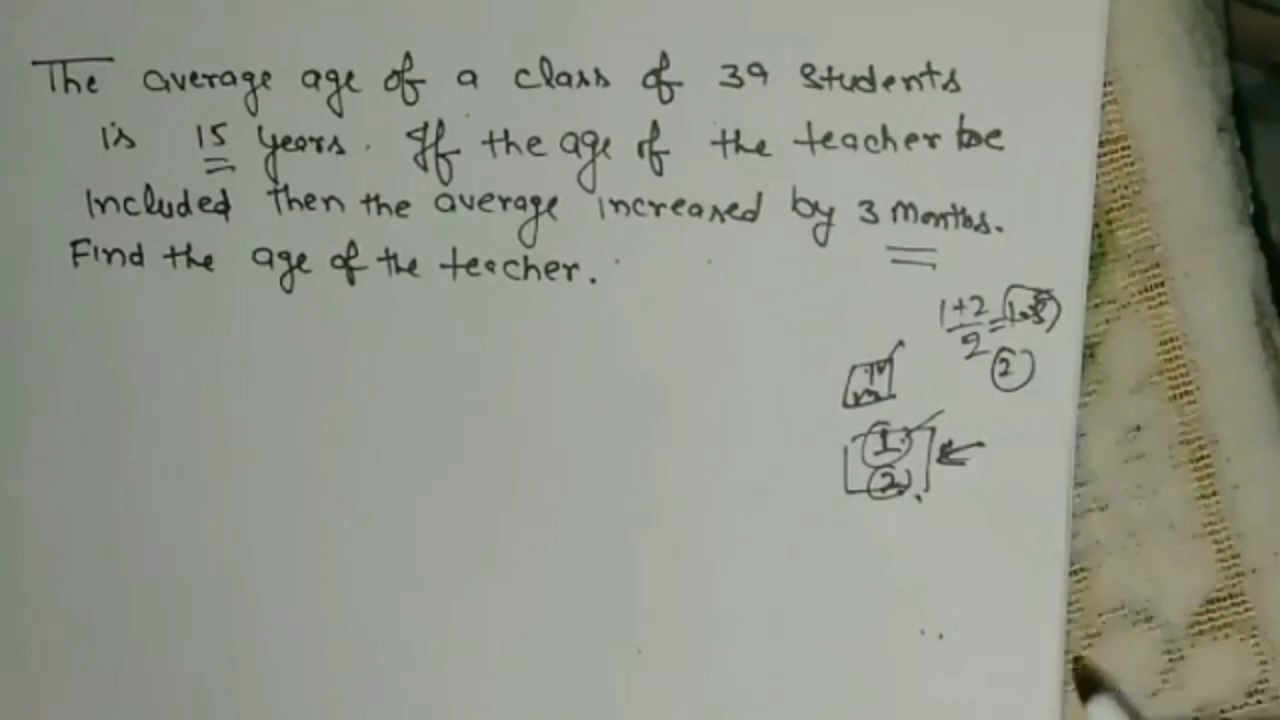 The average age of a class of 39 students
is 15 years. If the age of the teacher be
included then the average increased by 3 months.
Find the age of the teacher.
1+2
2
= 1.5
2
1
2